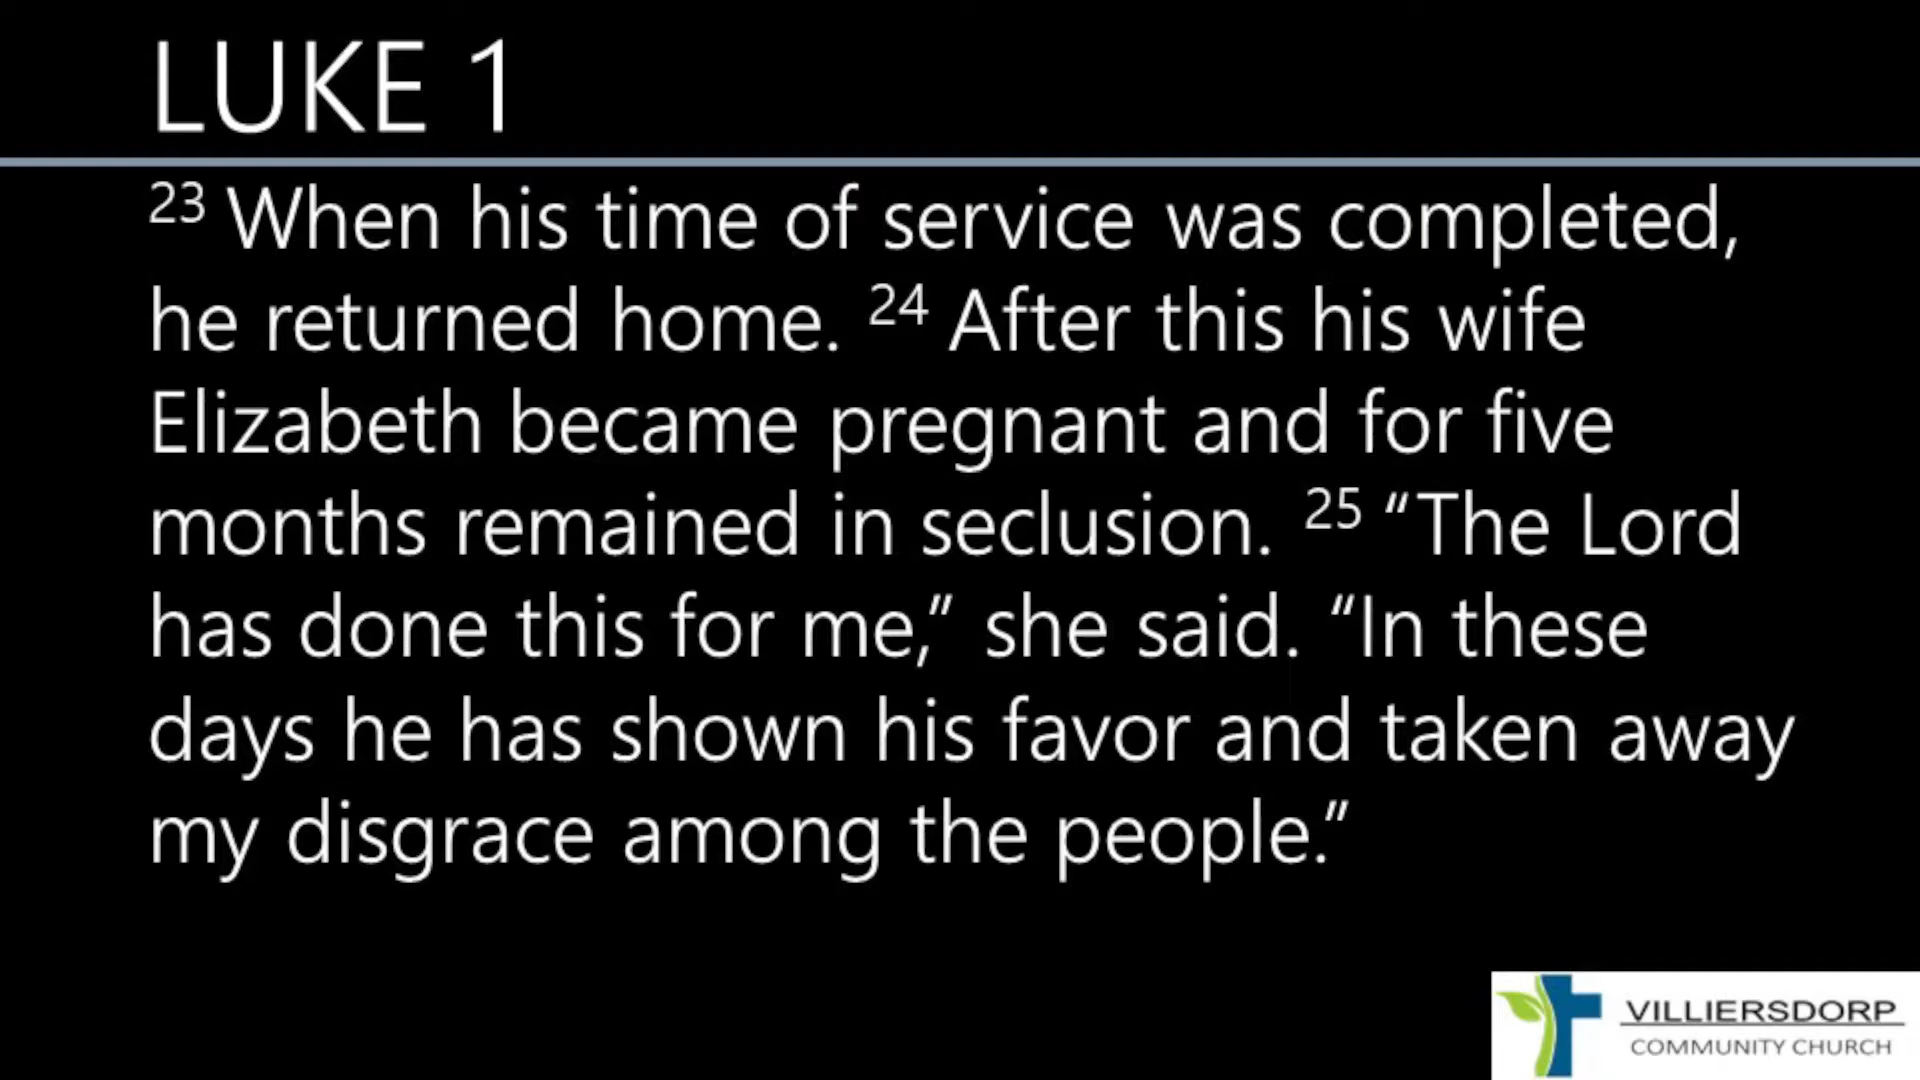 LUKE 1
23 When his time of service was completed,
he returned home. 24 After this his wife
Elizabeth became pregnant and for five
months remained in seclusion. 25 “The Lord
has done this for me,” she said. “In these
days he has shown his favor and taken away
my disgrace among the people.”
VILLIERSDORP
COMMUNITY CHURCH